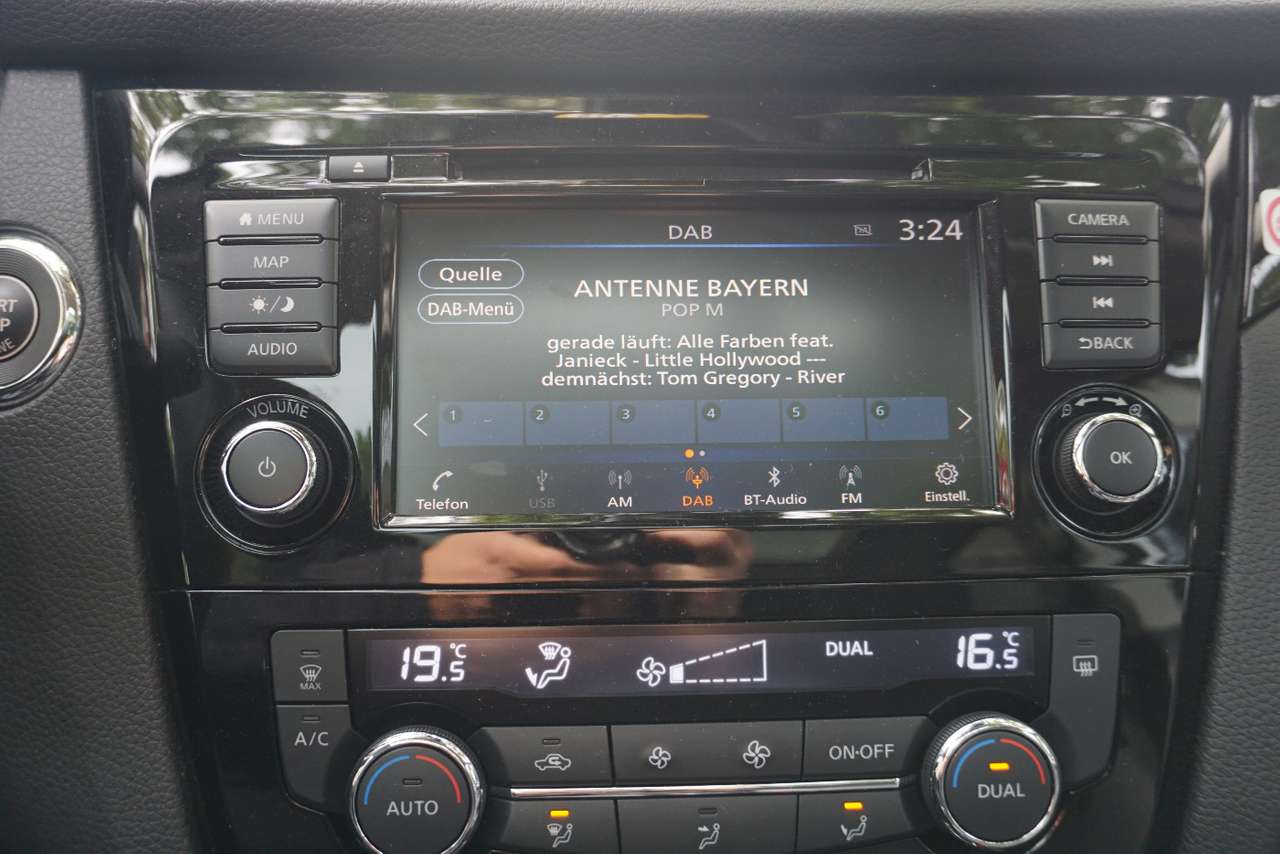 MENU
MAP
AUDIO
VOLUME
DAB
3:24
Quelle
DAB-Menü
ANTENNE BAYERN
POP M
gerade läuft: Alle Farben feat.
Janieck - Little Hollywood ---
demnächst: Tom Gregory - River
1 2 3 4 5 6
Telefon USB AM DAB BT-Audio FM Einstell.
CAMERA
BACK
OK
19.5°C
DUAL
16.5°C
MAX
A/C
AUTO
ON·OFF
DUAL